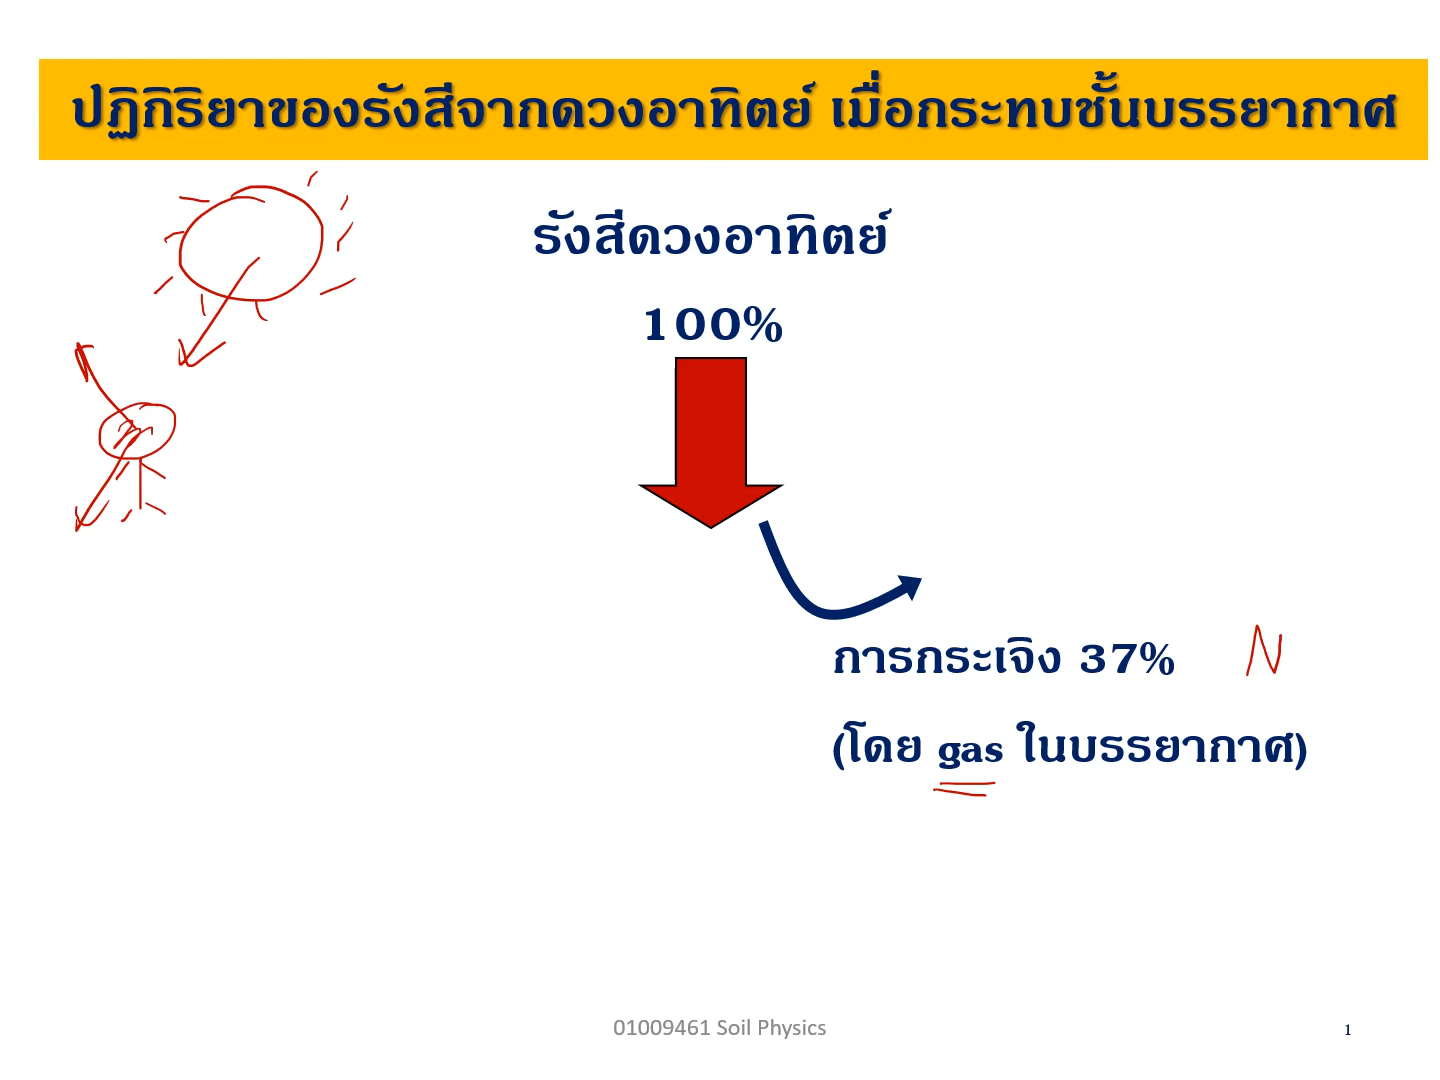 ปฏิกิริยาของรังสีจากดวงอาทิตย์ เมื่อกระทบชั้นบรรยากาศ
รังสีดวงอาทิตย์
100%
การกระเจิง 37%
N
(โดย gas ในบรรยากาศ)
01009461 Soil Physics
1